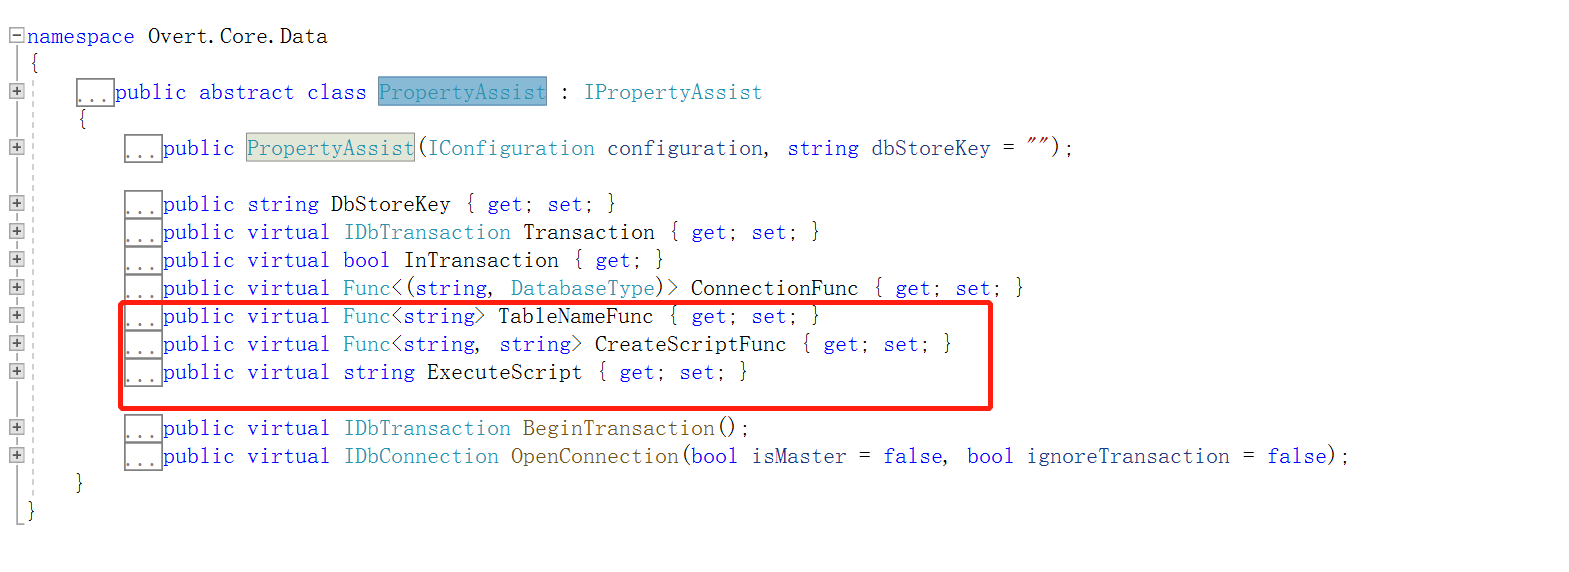 namespace Overt.Core.Data
{
...public abstract class PropertyAssist : IPropertyAssist
{
...public PropertyAssist(IConfiguration configuration, string dbStoreKey = "");
...public string DbStoreKey { get; set; }
...public virtual IDbTransaction Transaction { get; set; }
...public virtual bool InTransaction { get; }
...public virtual Func<(string, DatabaseType)> ConnectionFunc { get; set; }
...public virtual Func<string> TableNameFunc { get; set; }
...public virtual Func<string, string> CreateScriptFunc { get; set; }
...public virtual string ExecuteScript { get; set; }
...public virtual IDbTransaction BeginTransaction();
...public virtual IDbConnection OpenConnection(bool isMaster = false, bool ignoreTransaction = false);
}
}